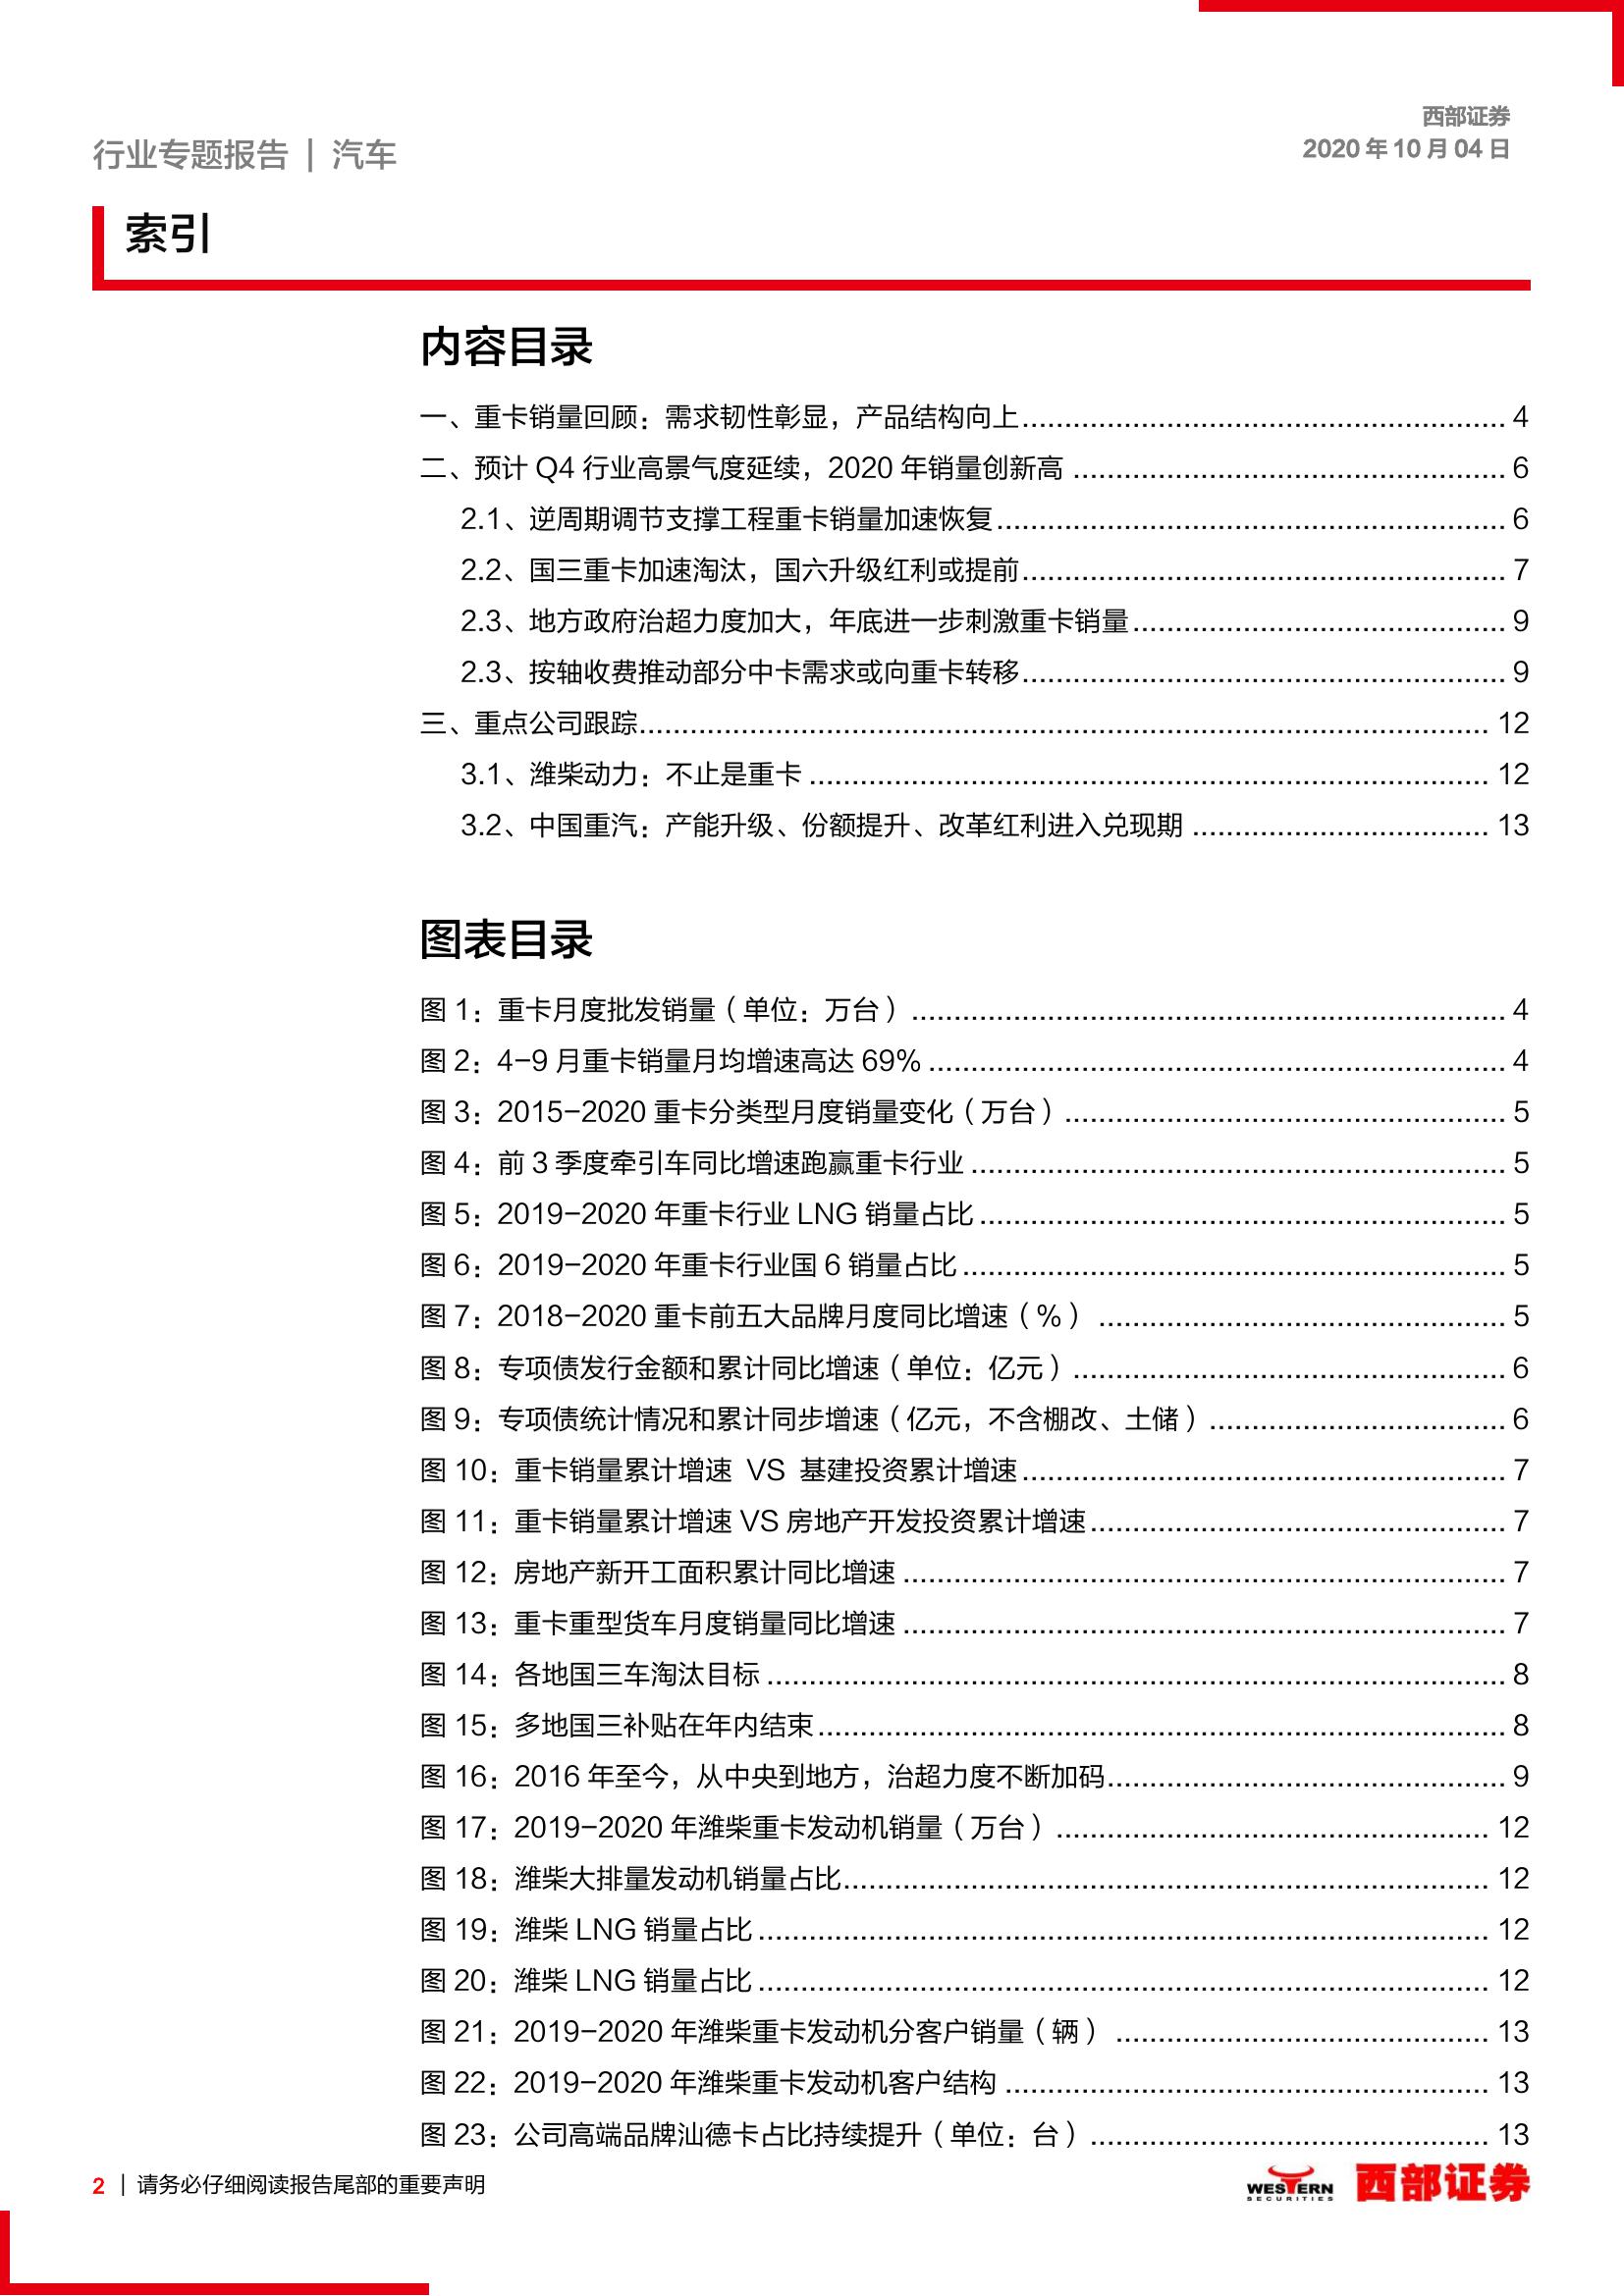 西部证券
行业专题报告 | 汽车
2020 年 10 月 04 日
索引
内容目录
一、重卡销量回顾：需求韧性彰显，产品结构向上........................................................ 4
二、预计 Q4 行业高景气度延续，2020 年销量创新高 .................................................. 6
2.1、逆周期调节支撑工程重卡销量加速恢复........................................................... 6
2.2、国三重卡加速淘汰，国六升级红利或提前........................................................ 7
2.3、地方政府治超力度加大，年底进一步刺激重卡销量........................................... 9
2.3、按轴收费推动部分中卡需求或向重卡转移........................................................ 9
三、重点公司跟踪.................................................................................................... 12
3.1、潍柴动力：不止是重卡 ................................................................................ 12
3.2、中国重汽：产能升级、份额提升、改革红利进入兑现期 ................................... 13
图表目录
图 1：重卡月度批发销量（单位：万台） ..................................................................... 4
图 2：4-9 月重卡销量月均增速高达 69% ................................................................... 4
图 3：2015-2020 重卡分类型月度销量变化（万台）................................................... 5
图 4：前 3 季度牵引车同比增速跑赢重卡行业 .............................................................. 5
图 5：2019-2020 年重卡行业 LNG 销量占比 ............................................................. 5
图 6：2019-2020 年重卡行业国 6 销量占比............................................................... 5
图 7：2018-2020 重卡前五大品牌月度同比增速（%） ............................................... 5
图 8：专项债发行金额和累计同比增速（单位：亿元）.................................................. 6
图 9：专项债统计情况和累计同步增速（亿元，不含棚改、土储）.................................. 6
图 10：重卡销量累计增速 VS 基建投资累计增速........................................................ 7
图 11：重卡销量累计增速 VS 房地产开发投资累计增速................................................ 7
图 12：房地产新开工面积累计同比增速 ...................................................................... 7
图 13：重卡重型货车月度销量同比增速 ...................................................................... 7
图 14：各地国三车淘汰目标 ...................................................................................... 8
图 15：多地国三补贴在年内结束................................................................................ 8
图 16：2016 年至今，从中央到地方，治超力度不断加码.............................................. 9
图 17：2019-2020 年潍柴重卡发动机销量（万台）.................................................. 12
图 18：潍柴大排量发动机销量占比............................................................................ 12
图 19：潍柴 LNG 销量占比 ...................................................................................... 12
图 20：潍柴 LNG 销量占比 ...................................................................................... 12
图 21：2019-2020 年潍柴重卡发动机分客户销量（辆） ........................................... 13
图 22：2019-2020 年潍柴重卡发动机客户结构 ........................................................ 13
图 23：公司高端品牌汕德卡占比持续提升（单位：台）.............................................. 13
2 | 请务必仔细阅读报告尾部的重要声明
WESTERN
SECURITIES
西部证券